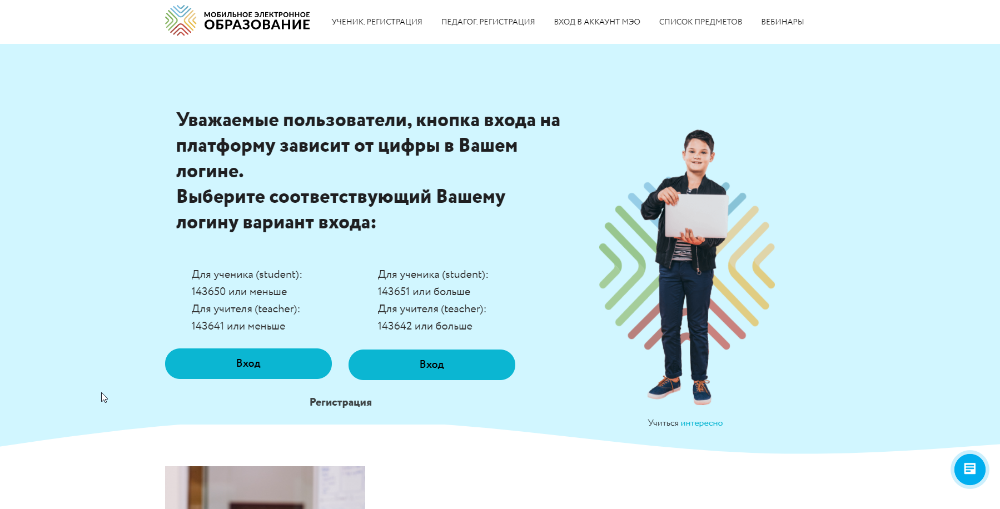 МОБИЛЬНОЕ ЭЛЕКТРОННОЕ
ОБРАЗОВАНИЕ
УЧЕНИК. РЕГИСТРАЦИЯ
ПЕДАГОГ. РЕГИСТРАЦИЯ
ВХОД В АККАУНТ МЭО
СПИСОК ПРЕДМЕТОВ
ВЕБИНАРЫ
Уважаемые пользователи, кнопка входа на
платформу зависит от цифры в Вашем
логине.
Выберите соответствующий Вашему
логину вариант входа:
Для ученика (student):
143650 или меньше
Для учителя (teacher):
143641 или меньше
Вход
Для ученика (student):
143651 или больше
Для учителя (teacher):
143642 или больше
Вход
Регистрация
Учиться интересно